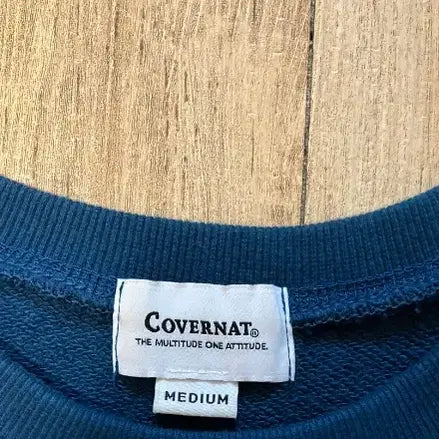 COVERNAT®
THE MULTITUDE ONE ATTITUDE.
MEDIUM